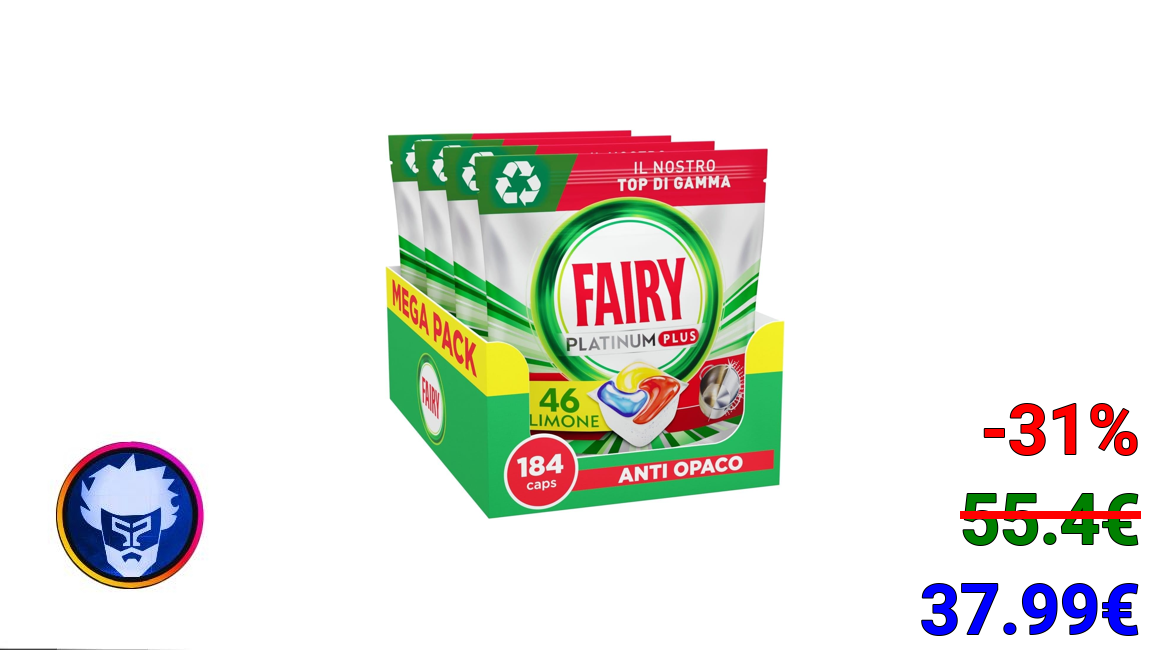 IL NOSTRO
TOP DI GAMMA
FAIRY
PLATINUM PLUS
46
LIMONE
MEGA PACK
FAIRY
184
caps
ANTI OPACO
-31%
55.4€
37.99€